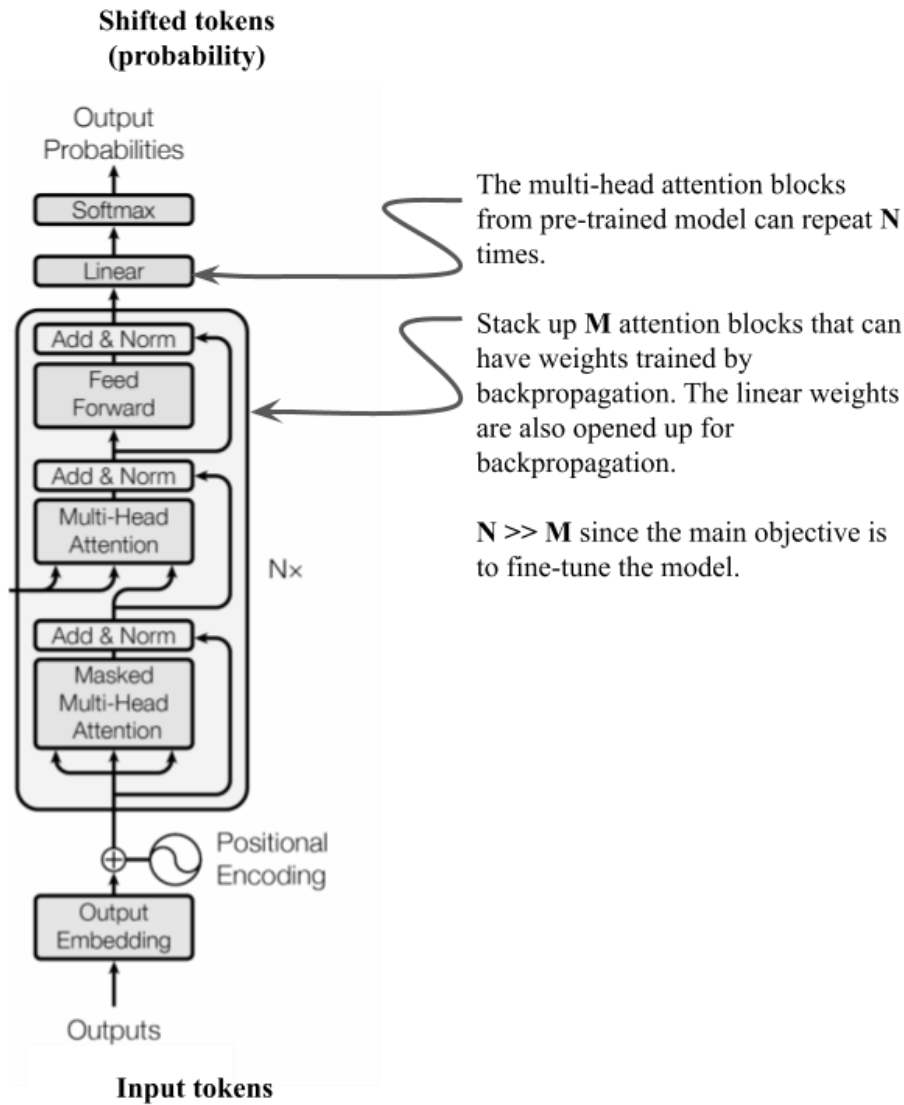 Shifted tokens
(probability)
Output
Probabilities
Softmax
Linear
Add & Norm
Feed
Forward
Add & Norm
Multi-Head
Attention
N×
Add & Norm
Masked
Multi-Head
Attention
Positional
Encoding
Output
Embedding
Outputs
Input tokens
The multi-head attention blocks
from pre-trained model can repeat N
times.
Stack up M attention blocks that can
have weights trained by
backpropagation. The linear weights
are also opened up for
backpropagation.
N >> M since the main objective is
to fine-tune the model.